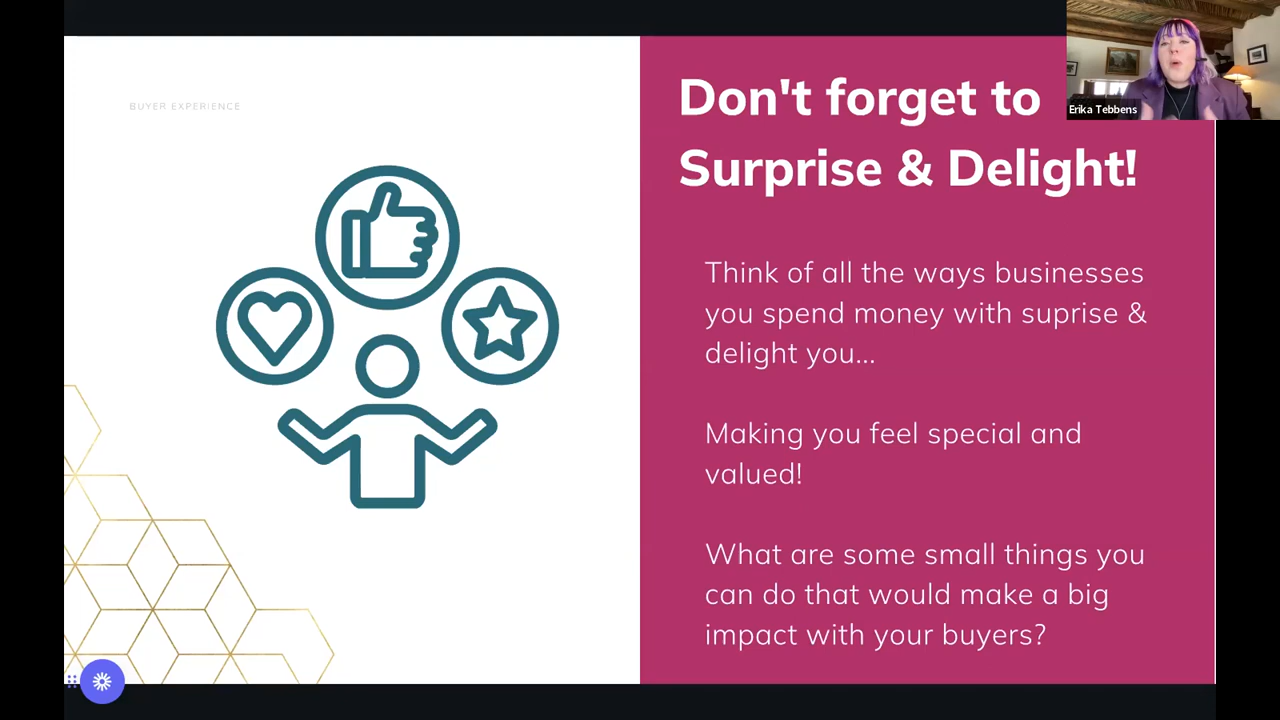 BUYER EXPERIENCE
Don't forget to
Surprise & Delight!
Think of all the ways businesses
you spend money with suprise &
delight you...
Making you feel special and
valued!
What are some small things you
can do that would make a big
impact with your buyers?
Erika Tebbens